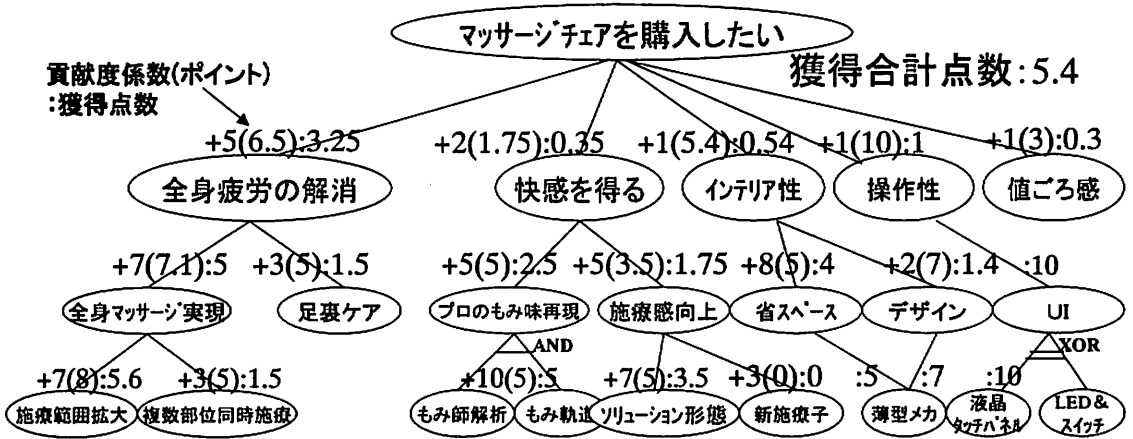 マッサージチェアを購入したい
獲得合計点数:5.4
貢献度係数(ポイント)
:獲得点数
+5(6.5):3.25
+2(1.75):0.35
+1(5.4):0.54
+1(10):1
+1(3):0.3
全身疲労の解消
快感を得る
インテリア性
操作性
値ごろ感
+7(7.1):5
+3(5):1.5
+5(5):2.5
+5(3.5):1.75
+8(5):4
+2(7):1.4
:10
全身マッサージ実現
足裏ケア
プロのもみ味再現
施療感向上
省スペース
デザイン
UI
AND
XOR
+7(8):5.6
+3(5):1.5
+10(5):5
+7(5):3.5
+3(0):0
:5
:7
:10
施療範囲拡大
複数部位同時施療
もみ師解析
もみ軌道
ソリューション形態
新施療子
薄型メカ
液晶
タッチパネル
LED&
スイッチ